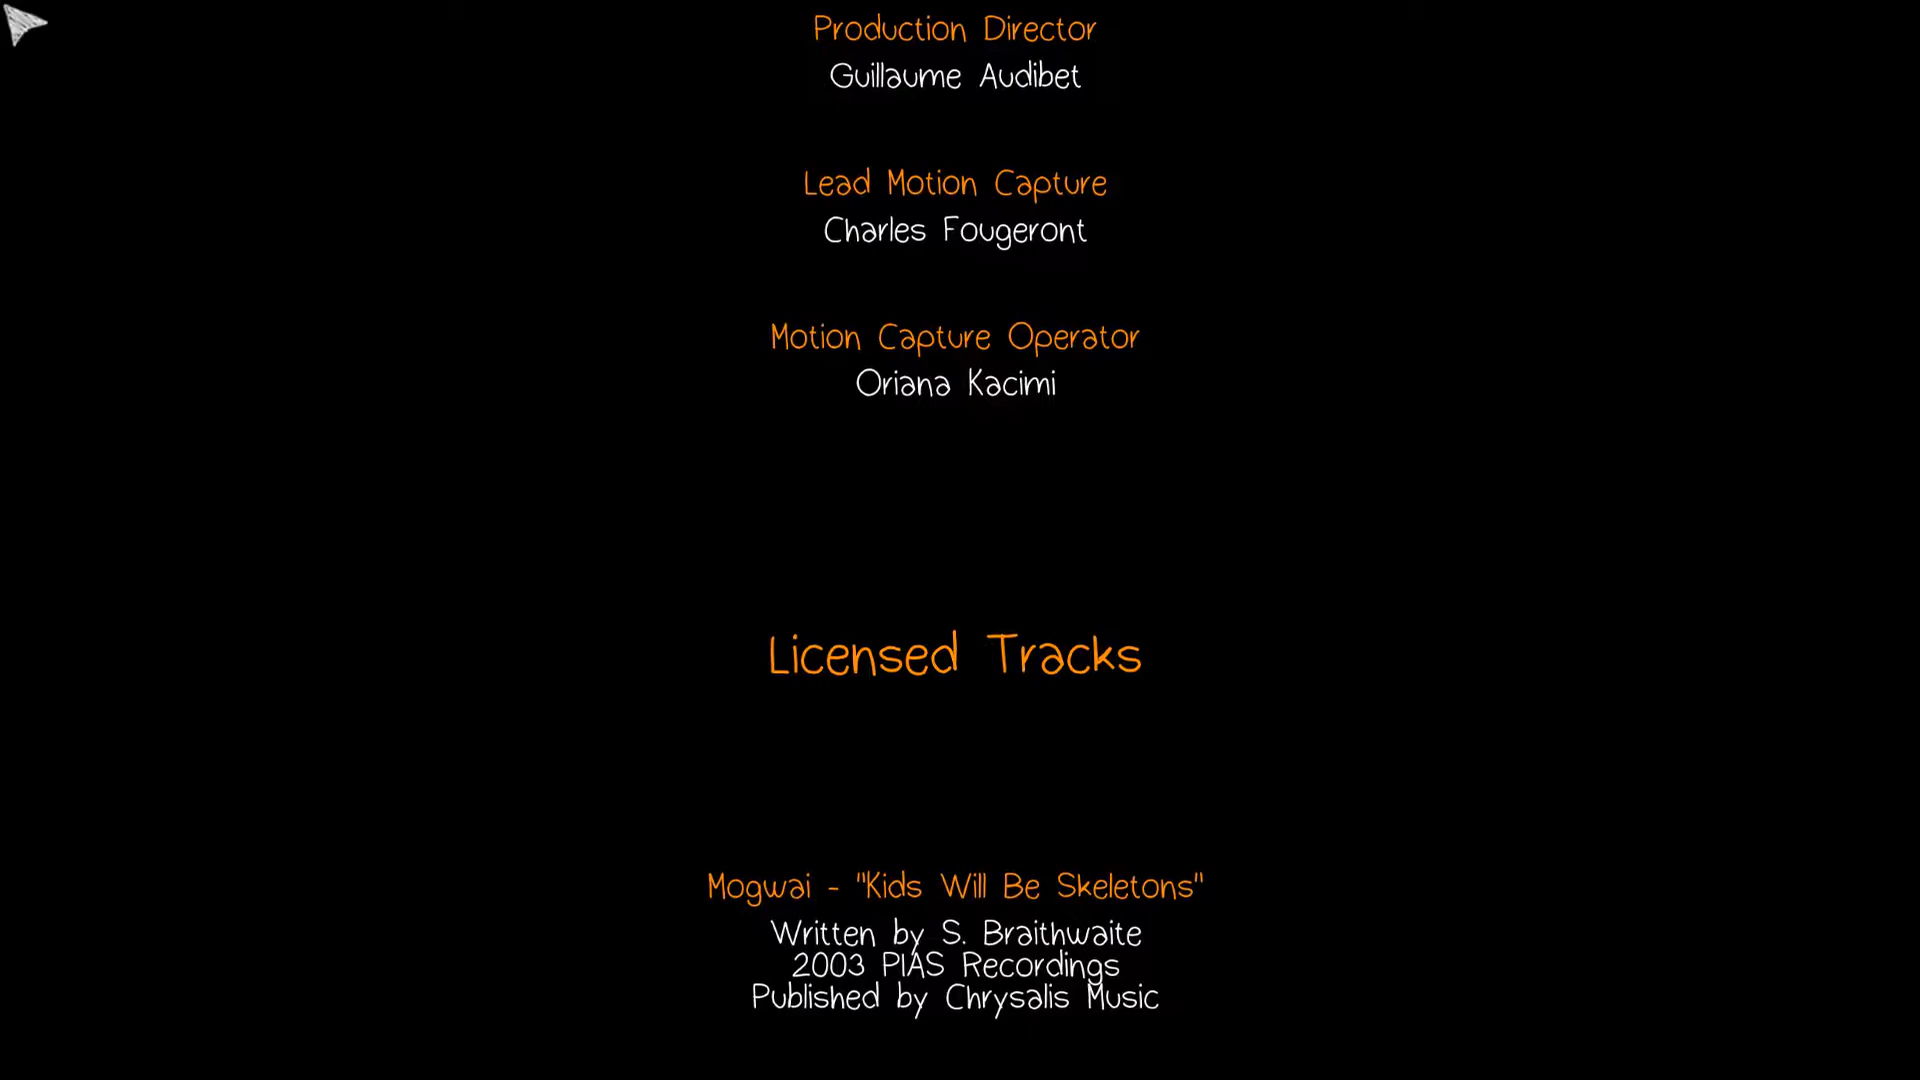 Production Director
Guillaume Audibet
Lead Motion Capture
Charles Fougeront
Motion Capture Operator
Oriana Kacimi
Licensed Tracks
Mogwai - "Kids Will Be Skeletons"
Written by S. Braithwaite
2003 PIAS Recordings
Published by Chrysalis Music